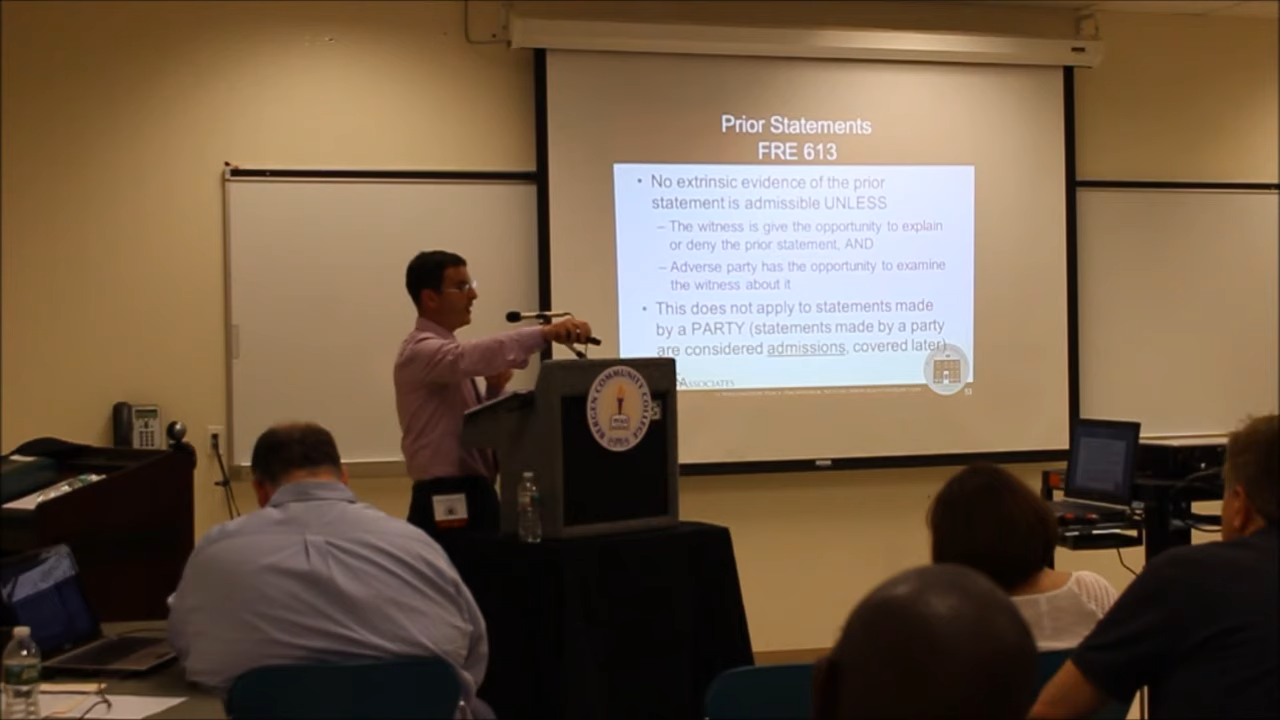 Prior Statements
FRE 613
• No extrinsic evidence of the prior
statement is admissible UNLESS
– The witness is give the opportunity to explain
or deny the prior statement, AND
– Adverse party has the opportunity to examine
the witness about it
• This does not apply to statements made
by a PARTY (statements made by a party
are considered admissions, covered later)
ASSOCIATES
BERGEN COMMUNITY COLLEGE